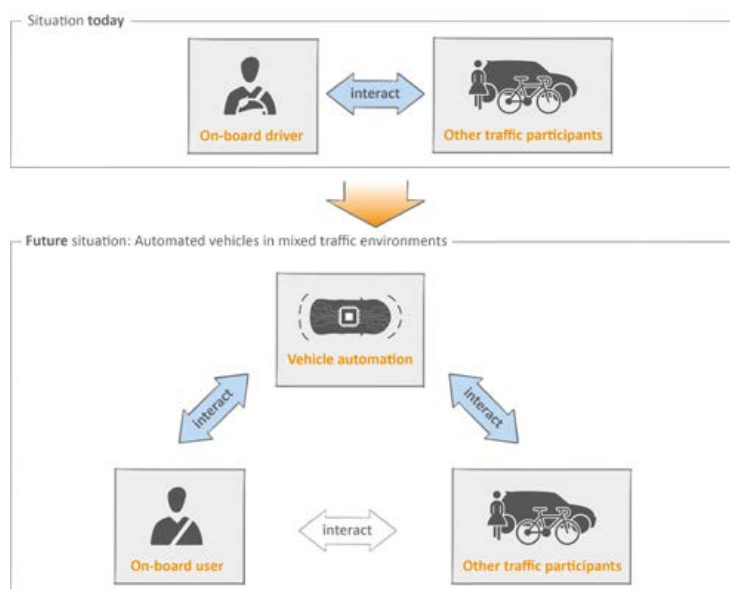 Situation today
interact
On-board driver
Other traffic participants
Future situation: Automated vehicles in mixed traffic environments
Vehicle automation
interact
interact
interact
On-board user
Other traffic participants